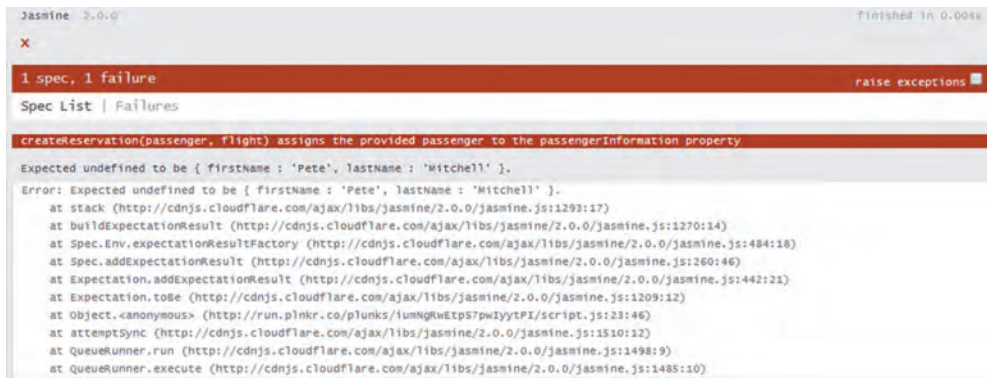 Jasmine 2.0.0
finished in 0.004s
x
1 spec, 1 failure
raise exceptions
Spec List | Failures
createReservation(passenger, flight) assigns the provided passenger to the passengerInformation property
Expected undefined to be { firstName : 'Pete', lastName : 'Mitchell' }.
Error: Expected undefined to be { firstName : 'Pete', lastName : 'Mitchell' }.
at stack (http://cdnjs.cloudflare.com/ajax/libs/jasmine/2.0.0/jasmine.js:1293:17)
at buildExpectationResult (http://cdnjs.cloudflare.com/ajax/libs/jasmine/2.0.0/jasmine.js:1270:14)
at Spec.Env.expectationResultFactory (http://cdnjs.cloudflare.com/ajax/libs/jasmine/2.0.0/jasmine.js:484:18)
at Spec.addExpectationResult (http://cdnjs.cloudflare.com/ajax/libs/jasmine/2.0.0/jasmine.js:260:46)
at Expectation.addExpectationResult (http://cdnjs.cloudflare.com/ajax/libs/jasmine/2.0.0/jasmine.js:442:21)
at Expectation.toBe (http://cdnjs.cloudflare.com/ajax/libs/jasmine/2.0.0/jasmine.js:1209:12)
at Object.<anonymous> (http://run.plnkr.co/plunks/iumNgRwEtpS7pwIyytPI/script.js:23:46)
at attemptSync (http://cdnjs.cloudflare.com/ajax/libs/jasmine/2.0.0/jasmine.js:1510:12)
at QueueRunner.run (http://cdnjs.cloudflare.com/ajax/libs/jasmine/2.0.0/jasmine.js:1498:9)
at QueueRunner.execute (http://cdnjs.cloudflare.com/ajax/libs/jasmine/2.0.0/jasmine.js:1485:10)